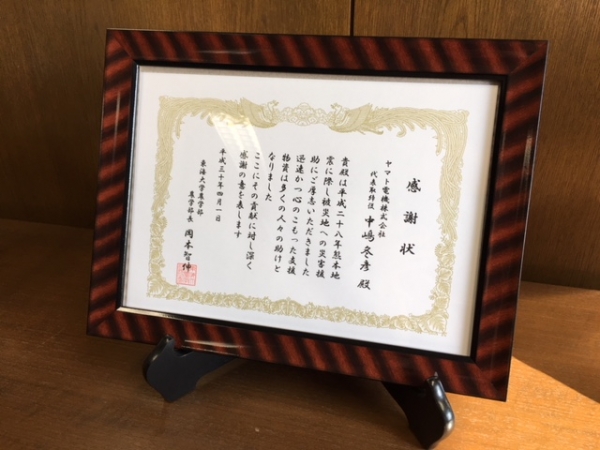 感謝状
ヤマト電機株式会社
代表取締役 中嶋冬彦 殿
貴殿は平成二十八年熊本地
震に際し被災地への災害援
助にご厚志いただきました
迅速かつ心のこもった支援
物資は多くの人々の助けと
なりました
ここにその貢献に対し深く
感謝の意を表します
平成三十年四月一日
東海大学農学部
農学部長 岡本智伸